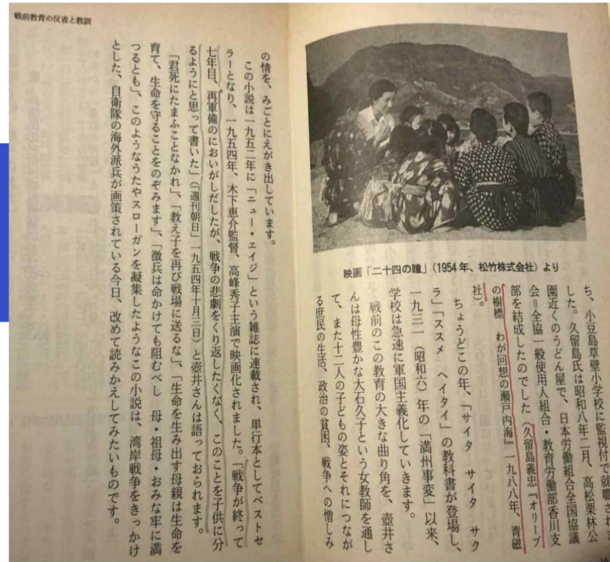 映画「二十四の瞳」(1954年、松竹株式会社)より
ち、小豆島草壁小学校に監視付で就職され
した。久留島氏は昭和八年二月、高松栗林公
園近くのうどん屋で、日本労働組合全国協議
会=全協一般使用人組合・教育労働部香川支
部を結成したのでした(久留島義忠『オリーブ
の樹標 わが回想の瀬戸内海』一九八八年、青磁
社)。
ちょうどこの年、「サイタ サイタ サク
ラ」「ススメ ヘイタイ」の教科書が登場し、
一九三一(昭和六)年の「満州事変」以来、
学校は急速に軍国主義化していきます。
戦前のこの教育の大きな曲り角を、壺井さ
んは母性豊かな大石久子という女教師を通し
て、また十二人の子どもの姿とそれにつなが
る庶民の生活、政治の貧困、戦争への憎しみ
戦前教育の反省と教訓
の情を、みごとにえがき出しています。
この小説は一九五二年に「ニュー・エイジ」という雑誌に連載され、単行本としてベストセ
ラーとなり、一九五四年、木下恵介監督、高峰秀子主演で映画化されました。「戦争が終って
七年目、再軍備のにおいがしだしたが、戦争の悲劇をくり返したくなく、このことを子供に分
るようにと思って書いた」(『週刊朝日』一九五四年十月三日)と壺井さんは語っておられます。
「君死にたまふことなかれ」、「教え子を再び戦場に送るな」、「生命を生み出す母親は生命を
育て、生命を守ることをのぞみます」、「徴兵は命かけても阻むべし 母・祖母・おみな牢に満
つるとも」、このようなうたやスローガンを凝集したようなこの小説は、湾岸戦争をきっかけ
とした、自衛隊の海外派兵が画策されている今日、改めて読みかえしてみたいものです。